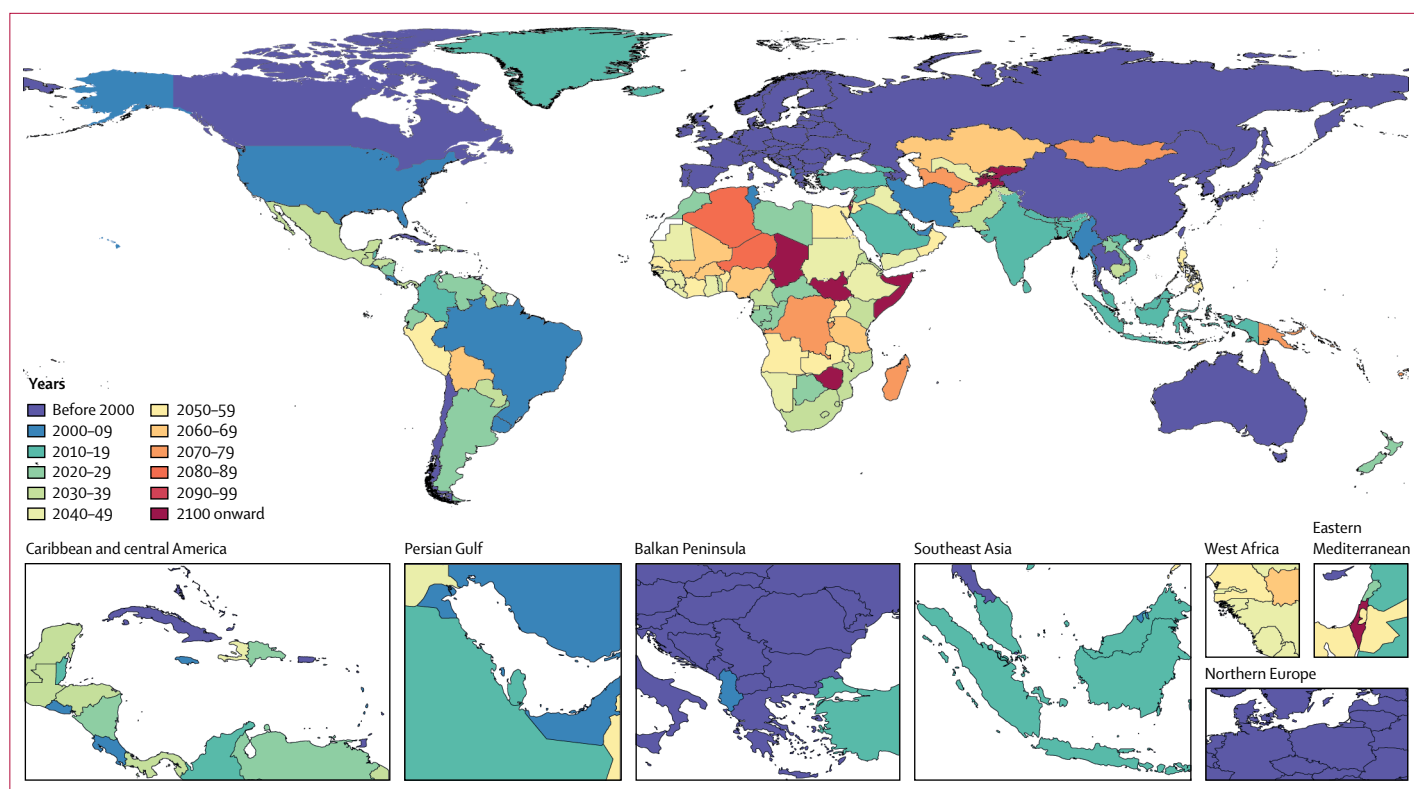 Years
Before 2000
2000–09
2010–19
2020–29
2030–39
2040–49
2050–59
2060–69
2070–79
2080–89
2090–99
2100 onward
Caribbean and central America
Persian Gulf
Balkan Peninsula
Southeast Asia
West Africa
Eastern
Mediterranean
Northern Europe